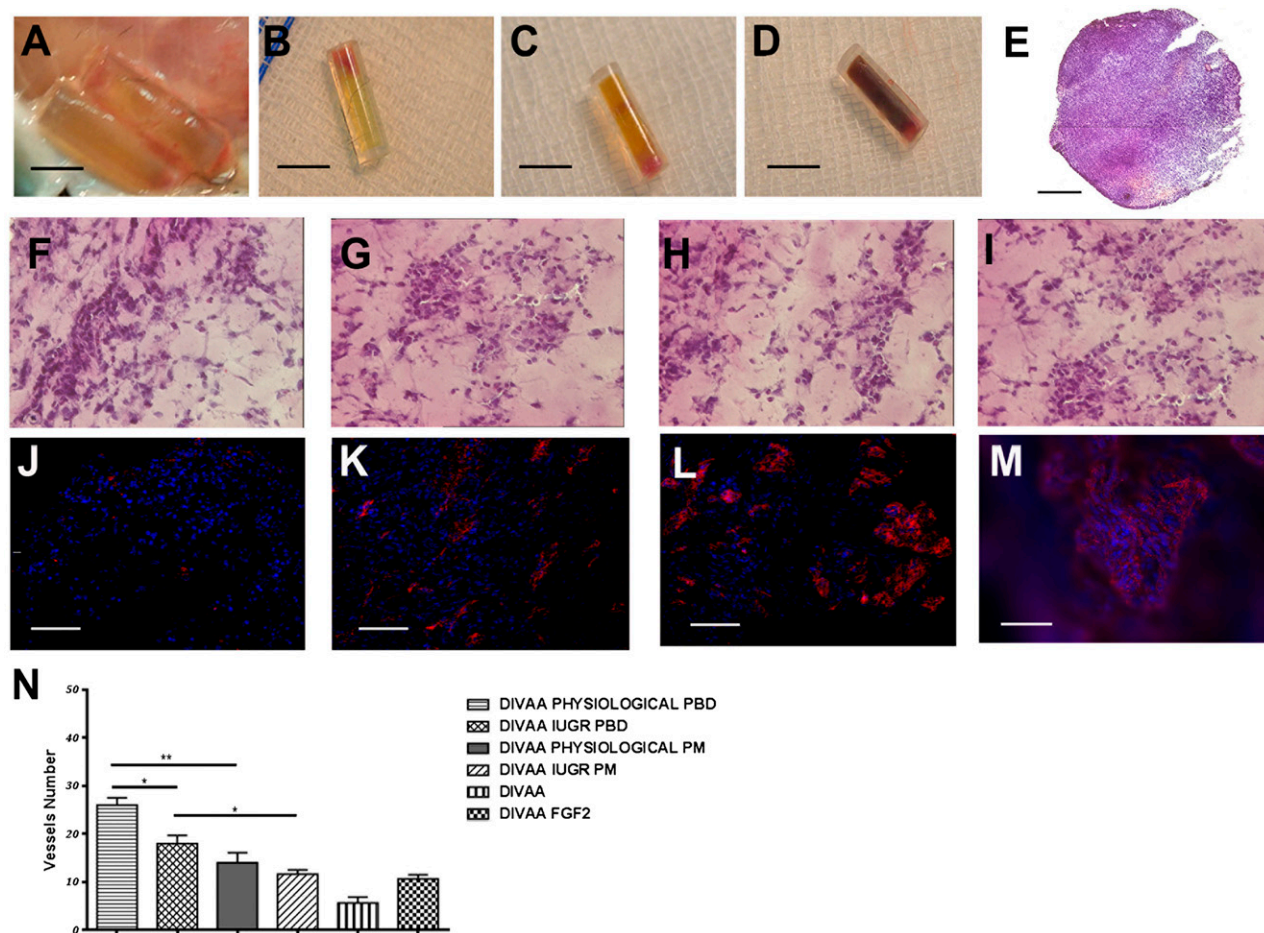 A
B
C
D
E
F
G
H
I
J
K
L
M
N
50
40
30
20
10
0
Vessels Number
**
*
*
DIVAA PHYSIOLOGICAL PBD
DIVAA IUGR PBD
DIVAA PHYSIOLOGICAL PM
DIVAA IUGR PM
DIVAA
DIVAA FGF2